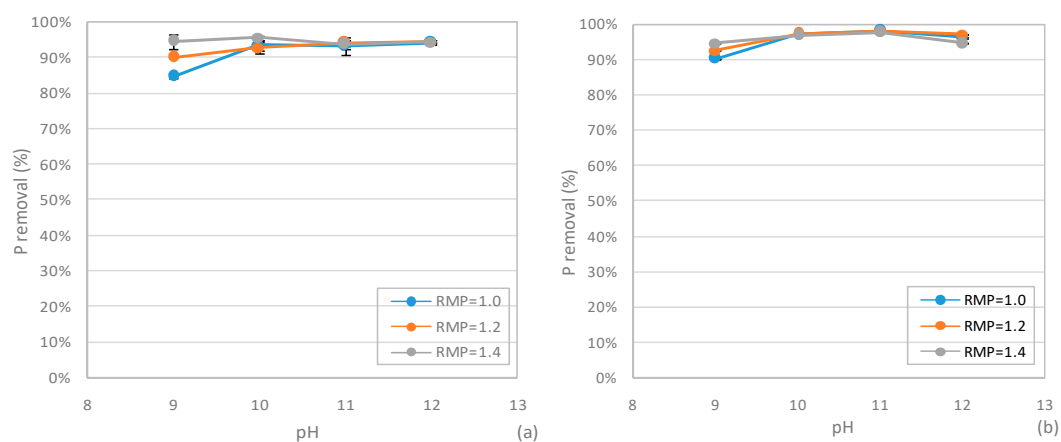 100%
90%
80%
70%
60%
50%
40%
30%
20%
10%
0%
P removal (%)
RMP=1.0
RMP=1.2
RMP=1.4
8 9 10 11 12 13
pH
(a)
100%
90%
80%
70%
60%
50%
40%
30%
20%
10%
0%
P removal (%)
RMP=1.0
RMP=1.2
RMP=1.4
8 9 10 11 12 13
pH
(b)